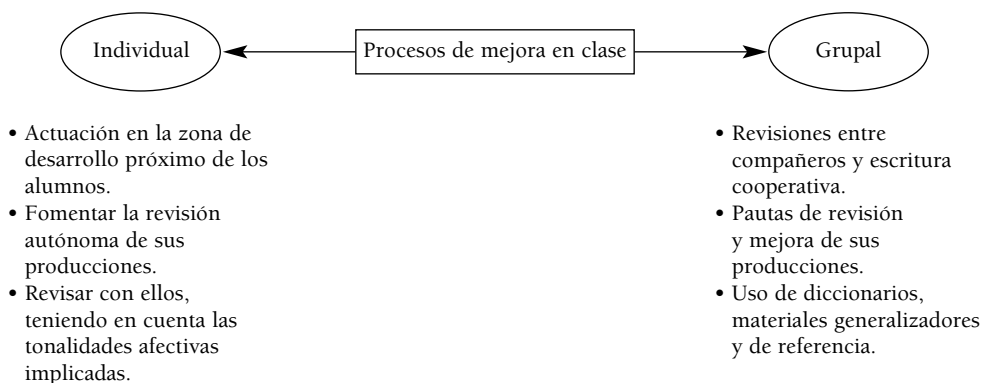 Individual
Procesos de mejora en clase
Grupal
• Actuación en la zona de
desarrollo próximo de los
alumnos.
• Fomentar la revisión
autónoma de sus
producciones.
• Revisar con ellos,
teniendo en cuenta las
tonalidades afectivas
implicadas.
• Revisiones entre
compañeros y escritura
cooperativa.
• Pautas de revisión
y mejora de sus
producciones.
• Uso de diccionarios,
materiales generalizadores
y de referencia.